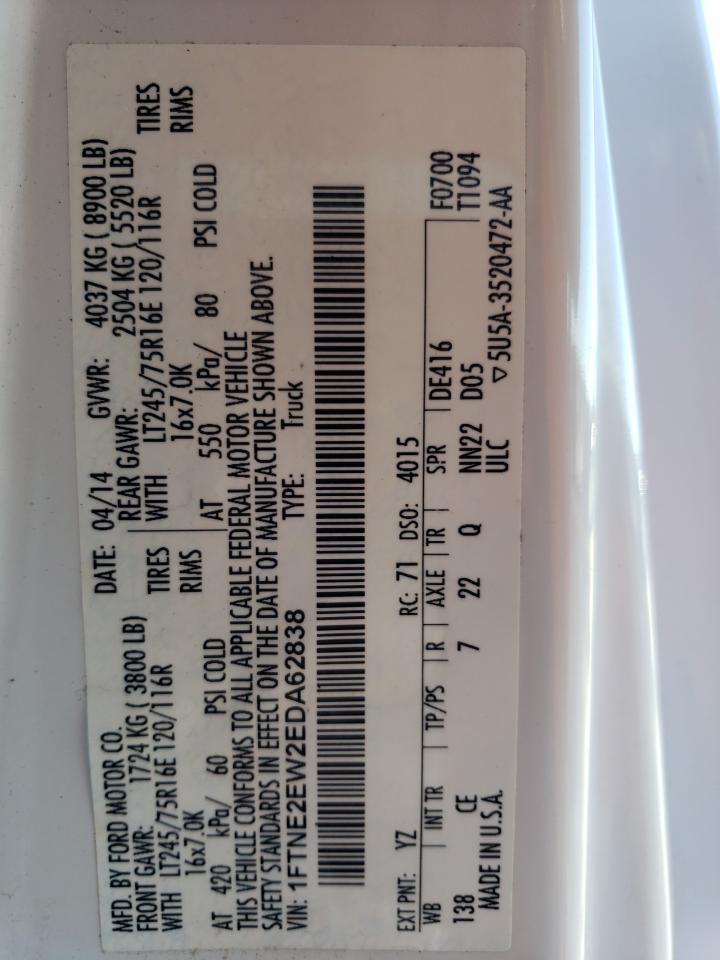 MFD. BY FORD MOTOR CO.
DATE: 04/14 GVWR: 4037 KG ( 8900 LB)
FRONT GAWR: 1724 KG ( 3800 LB)
REAR GAWR: 2504 KG ( 5520 LB)
WITH LT245/75R16E 120/116R TIRES
WITH LT245/75R16E 120/116R TIRES
16x7.0K RIMS
16x7.0K RIMS
AT 420 kPa/ 60 PSI COLD
AT 550 kPa/ 80 PSI COLD
THIS VEHICLE CONFORMS TO ALL APPLICABLE FEDERAL MOTOR VEHICLE
SAFETY STANDARDS IN EFFECT ON THE DATE OF MANUFACTURE SHOWN ABOVE.
VIN: 1FTNE2EW2EDA62838 TYPE: Truck
EXT PNT: YZ RC: 71 DSO: 4015
WB INT TR TP/PS R AXLE TR SPR DE416 F0700
138 CE 7 22 Q NN22 D05 T1094
MADE IN U.S.A. ULC ▽ 5U5A-3520472-AA